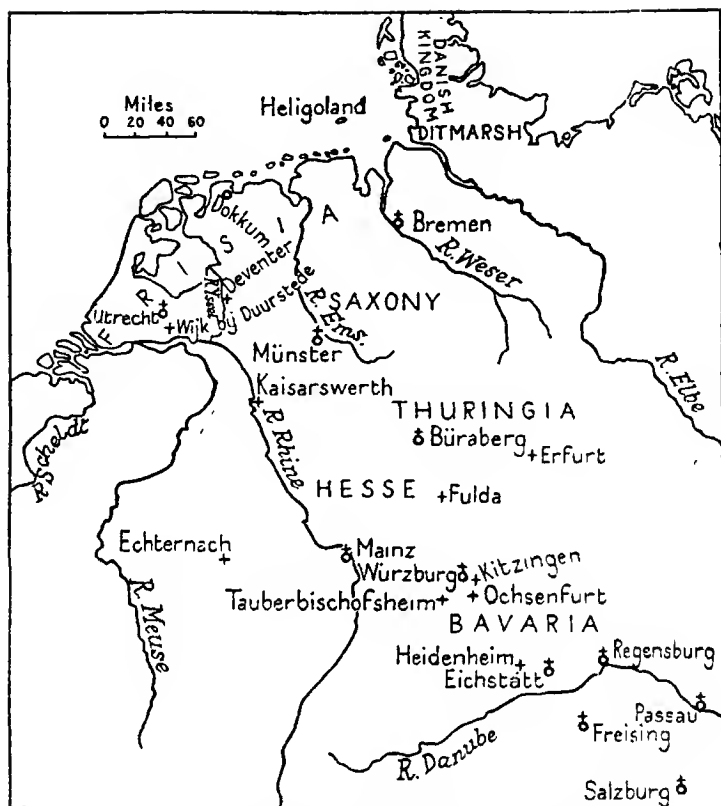 Miles
0 20 40 60
Heligoland
DANISH
KINGDOM
DITMARSH
Dokkum
FRISIA
Bremen
R. Weser
R Yssel
Deventer
Utrecht
Wijk bij Duurstede
R. Ems.
SAXONY
Münster
R. Elbe
Kaisarswerth
R Scheldt
R Rhine
THURINGIA
Büraberg
Erfurt
HESSE
Fulda
Echternach
Mainz
Würzburg
Kitzingen
Tauberbischofsheim
Ochsenfurt
R. Meuse
BAVARIA
Heidenheim
Eichstätt
Regensburg
R. Danube
Passau
Freising
Salzburg